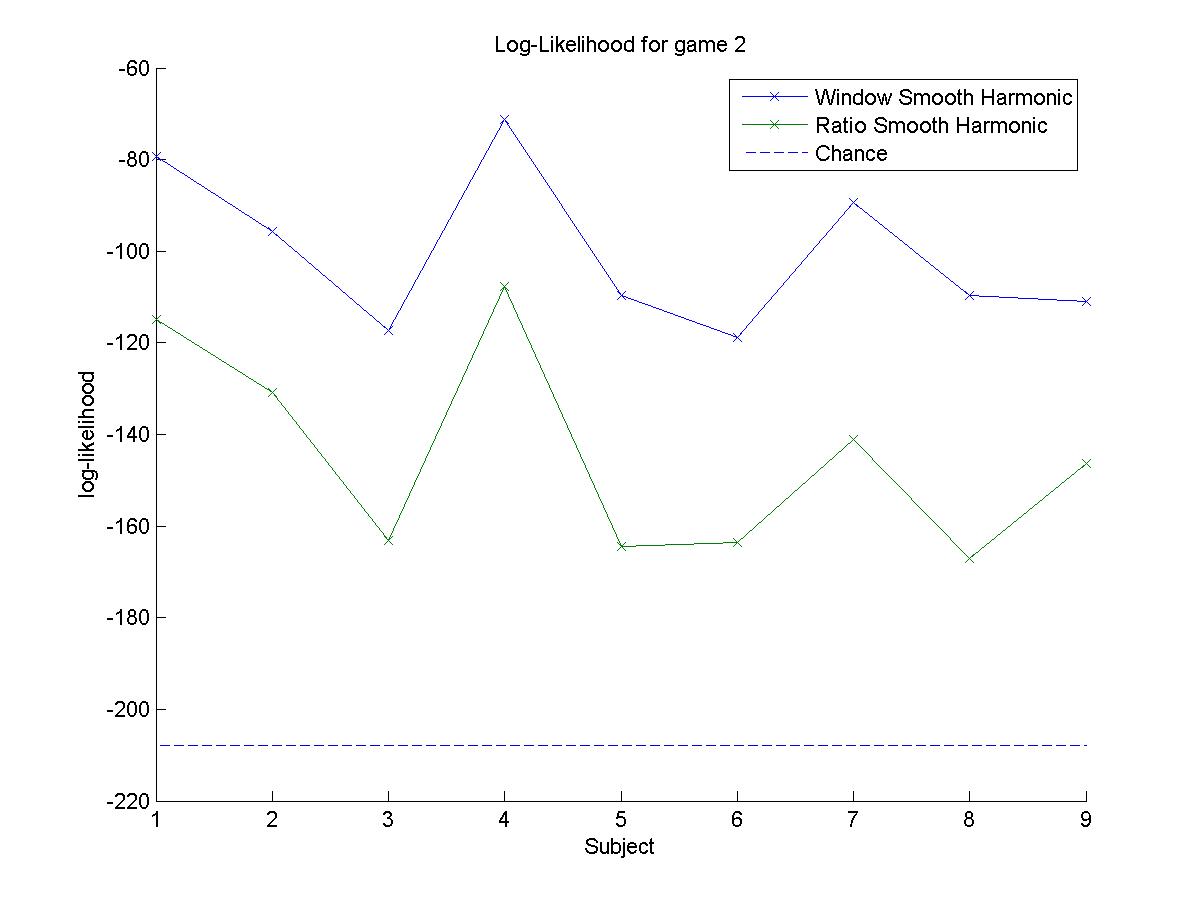 Log-Likelihood for game 2
Window Smooth Harmonic
Ratio Smooth Harmonic
Chance
-60
-80
-100
-120
-140
-160
-180
-200
-220
log-likelihood
1 2 3 4 5 6 7 8 9
Subject